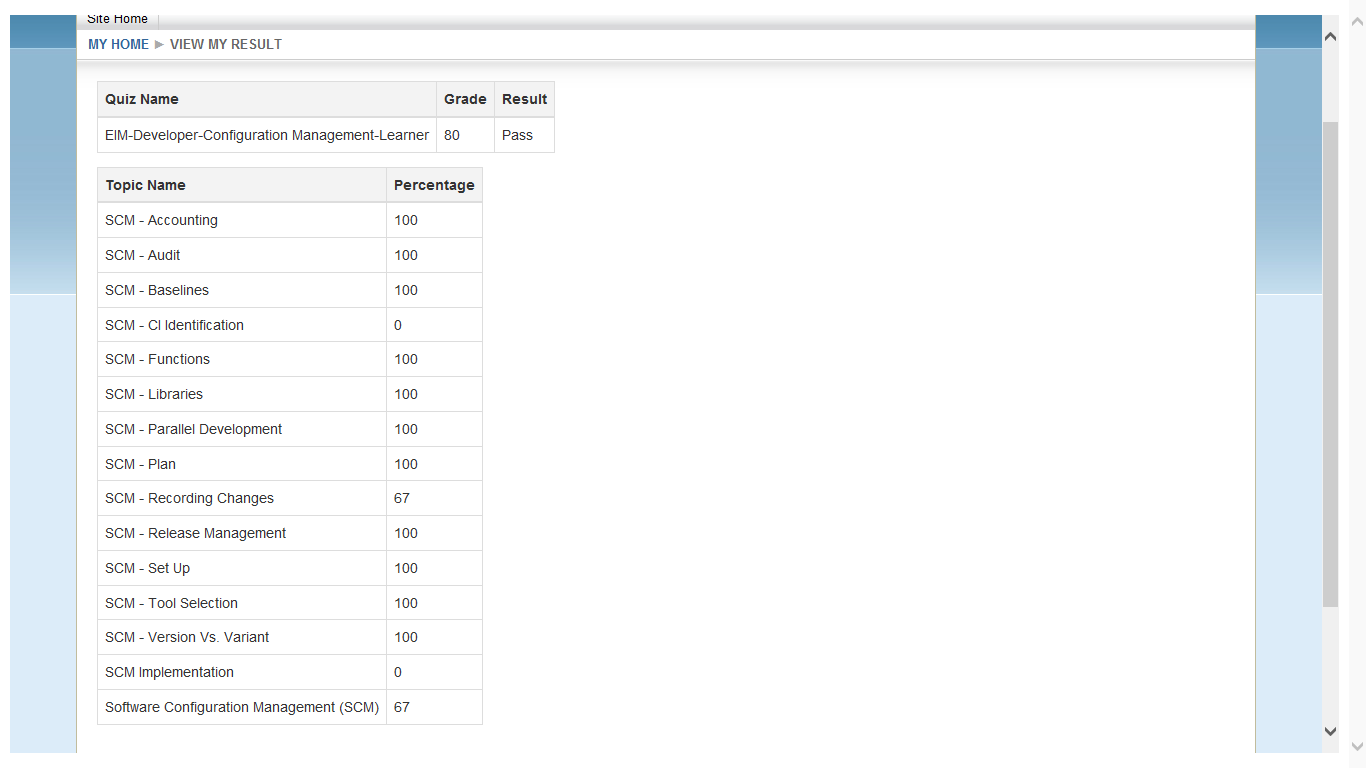 Site Home
MY HOME ► VIEW MY RESULT
Quiz Name Grade Result
EIM-Developer-Configuration Management-Learner 80 Pass
Topic Name Percentage
SCM - Accounting 100
SCM - Audit 100
SCM - Baselines 100
SCM - CI Identification 0
SCM - Functions 100
SCM - Libraries 100
SCM - Parallel Development 100
SCM - Plan 100
SCM - Recording Changes 67
SCM - Release Management 100
SCM - Set Up 100
SCM - Tool Selection 100
SCM - Version Vs. Variant 100
SCM Implementation 0
Software Configuration Management (SCM) 67